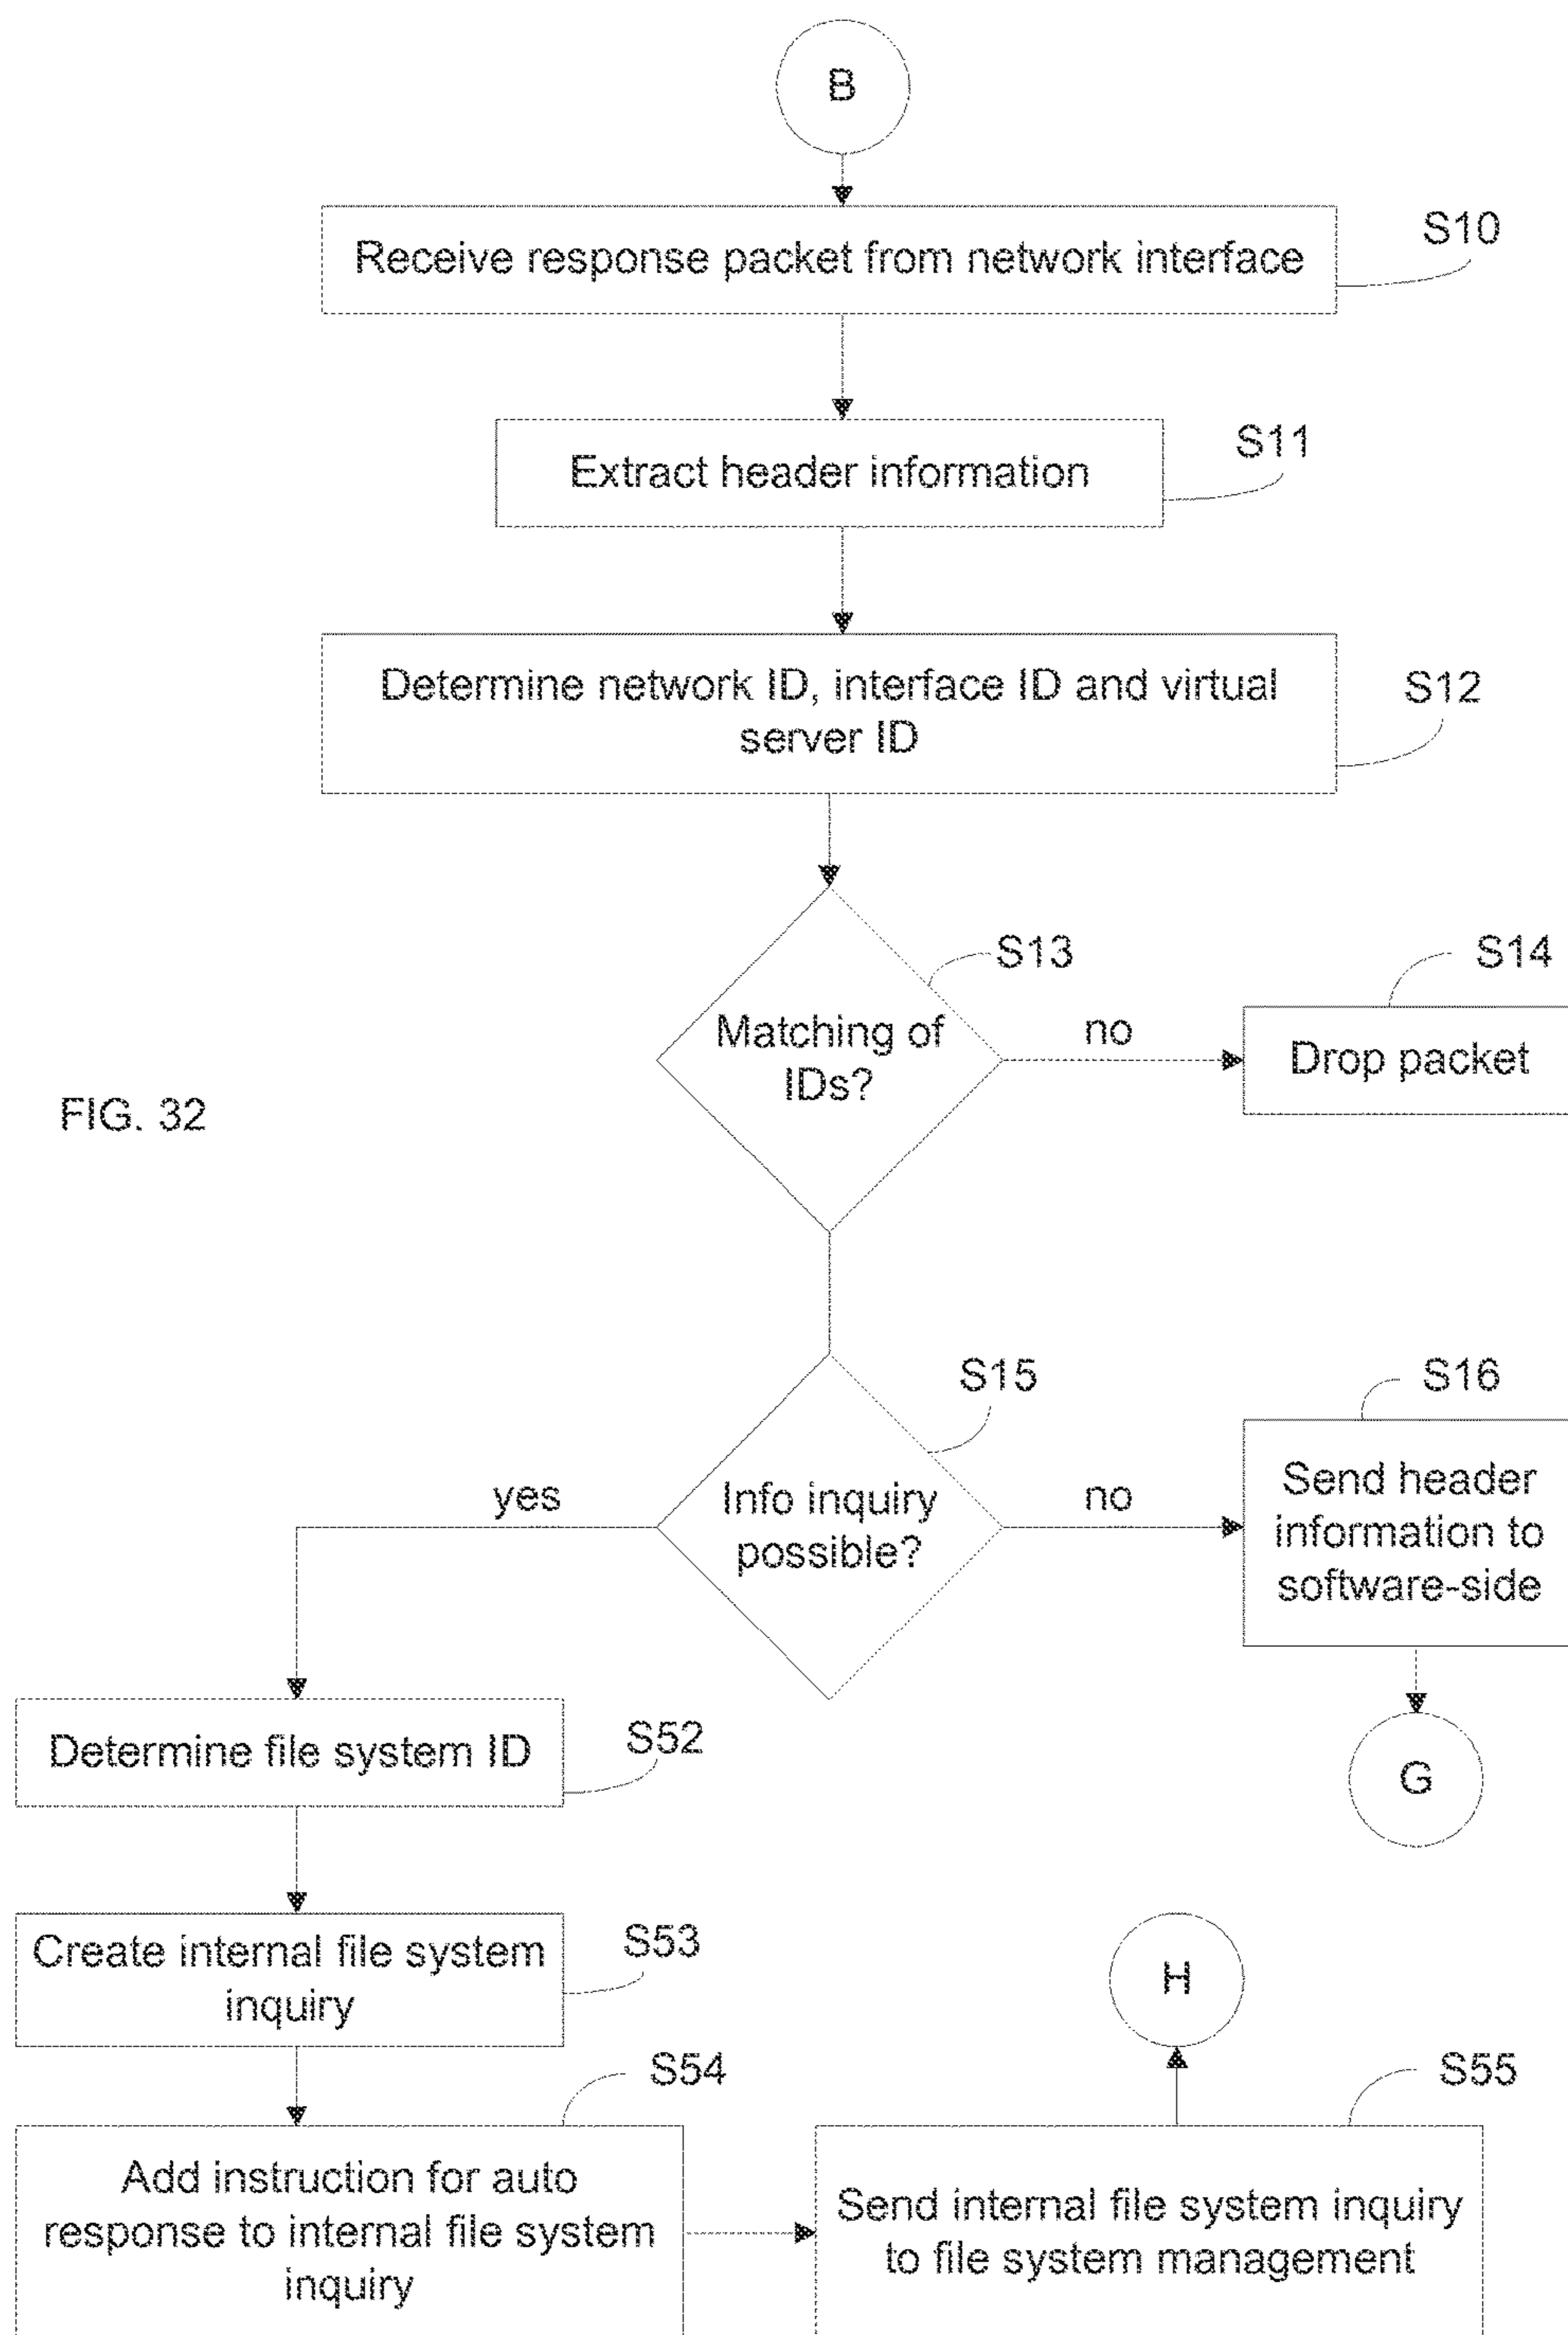 B
Receive response packet from network interface
S10
Extract header information
S11
Determine network ID, interface ID and virtual
server ID
S12
S13
S14
Matching of
IDs?
no
Drop packet
FIG. 32
S15
S16
yes
Info inquiry
possible?
no
Send header
information to
software-side
Determine file system ID
S52
G
Create internal file system
inquiry
S53
H
S54
S55
Add instruction for auto
response to internal file system
inquiry
Send internal file system inquiry
to file system management